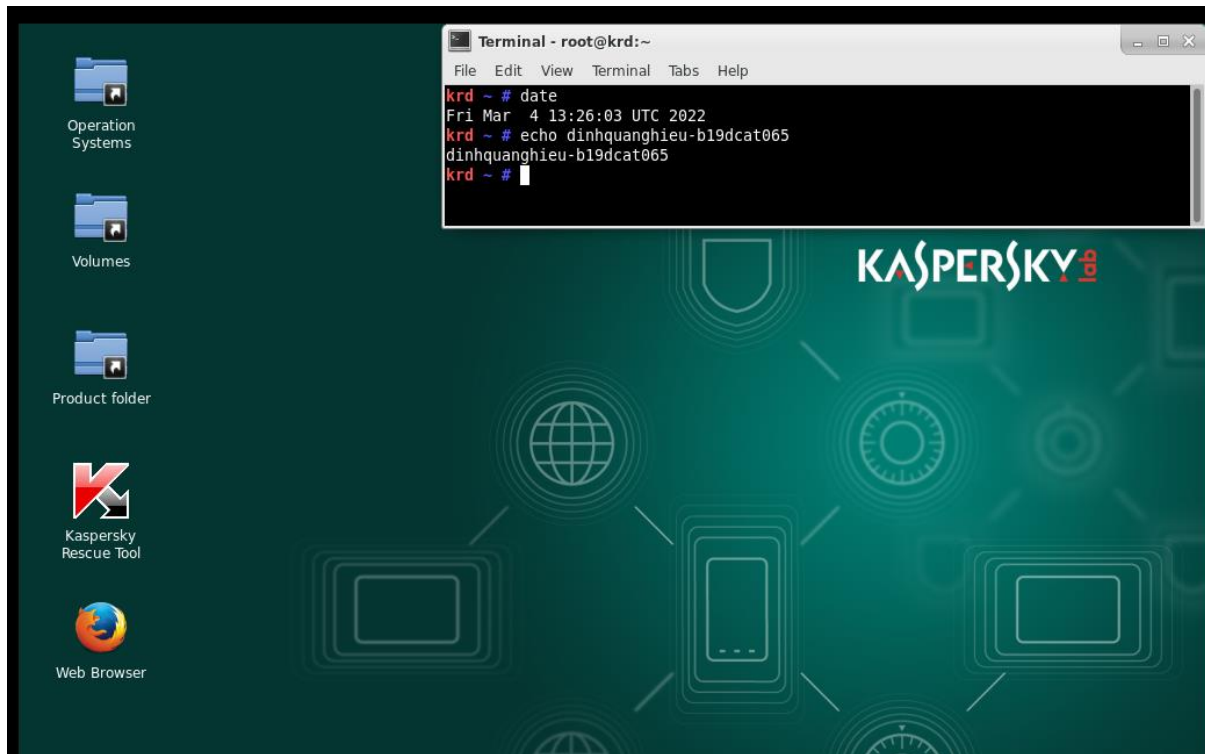 Terminal - root@krd:~
File Edit View Terminal Tabs Help
krd ~ # date
Fri Mar  4 13:26:03 UTC 2022
krd ~ # echo dinhquanghieu-b19dcat065
dinhquanghieu-b19dcat065
krd ~ #
Operation
Systems
Volumes
Product folder
Kaspersky
Rescue Tool
Web Browser
KASPERSKY lab